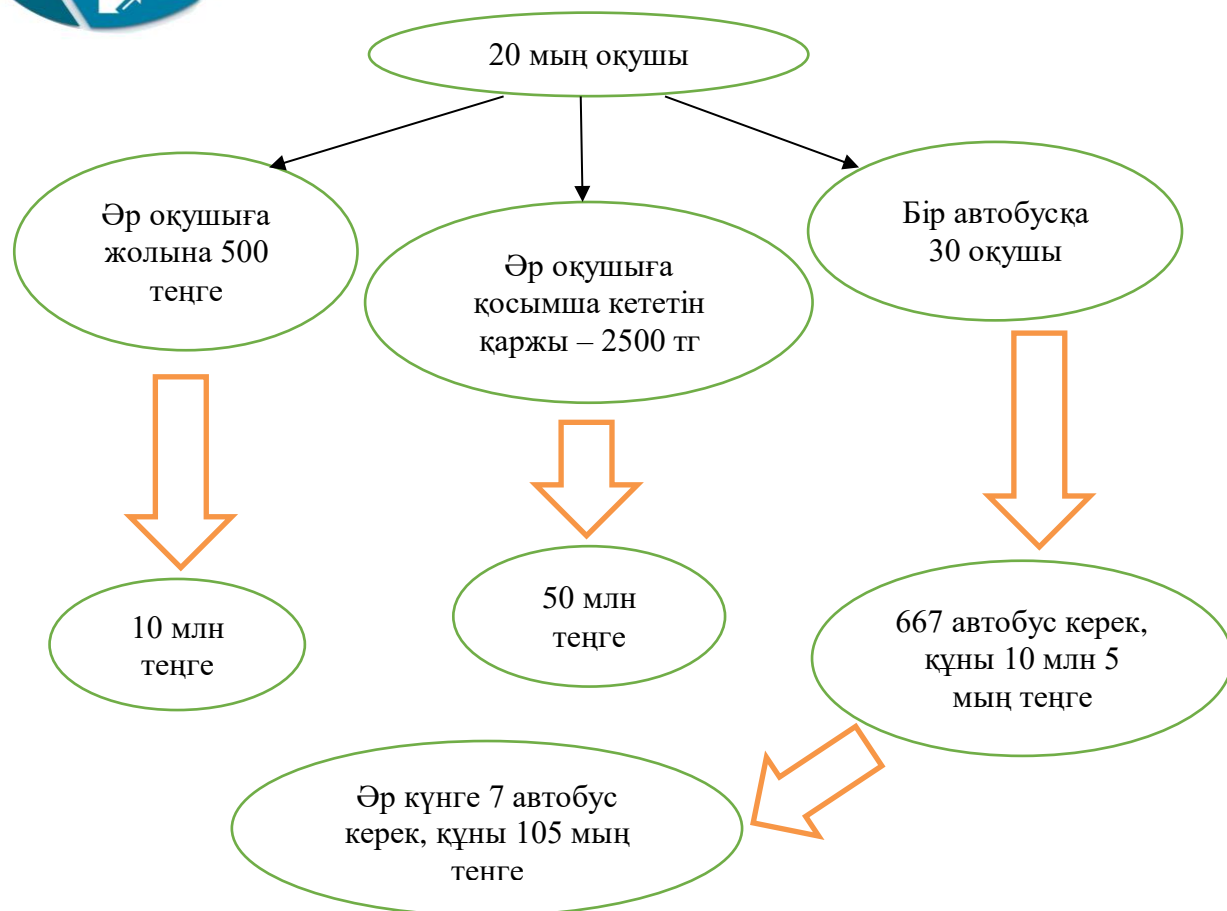 20 мың оқушы
Әр оқушыға
жолына 500
теңге
Әр оқушыға
қосымша кететін
қаржы – 2500 тг
Бір автобусқа
30 оқушы
10 млн
теңге
50 млн
теңге
667 автобус керек,
құны 10 млн 5
мың теңге
Әр күнге 7 автобус
керек, құны 105 мың
теңге